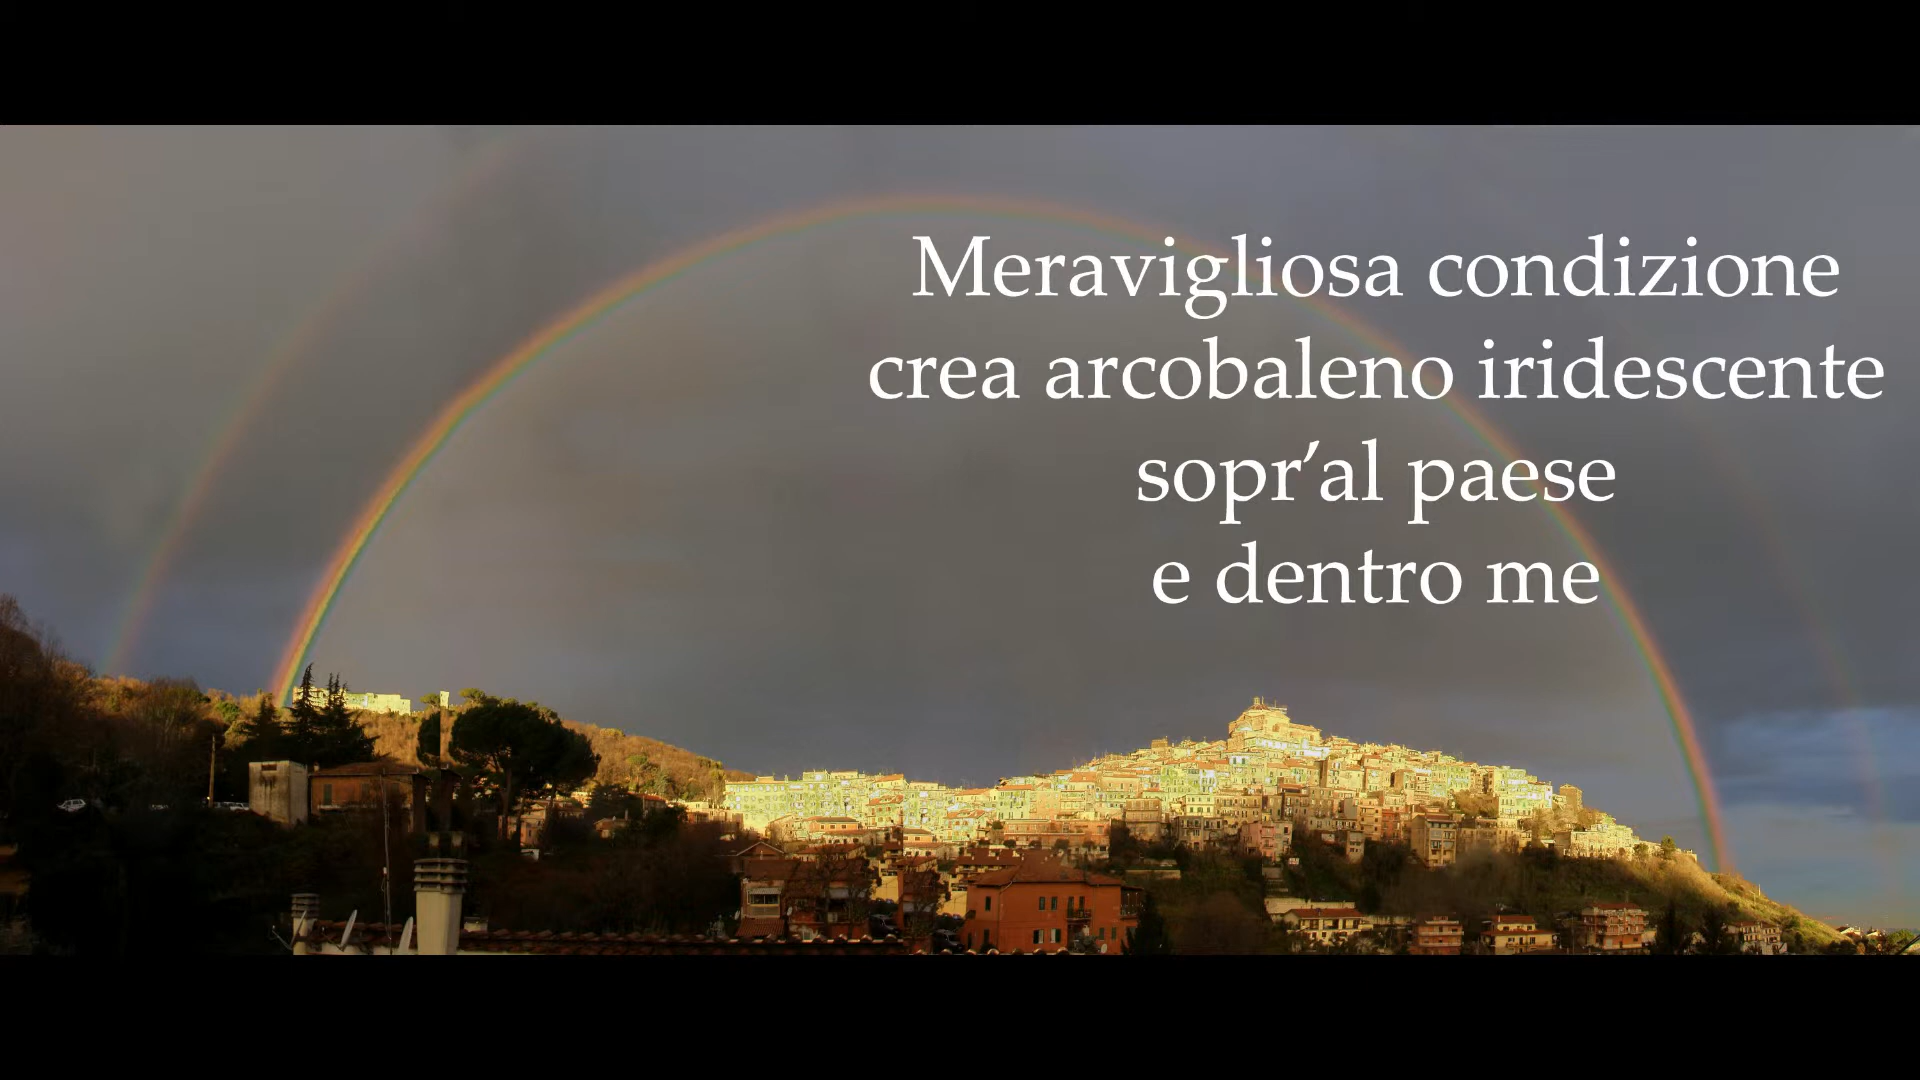 Meravigliosa condizione
crea arcobaleno iridescente
sopr’al paese
e dentro me